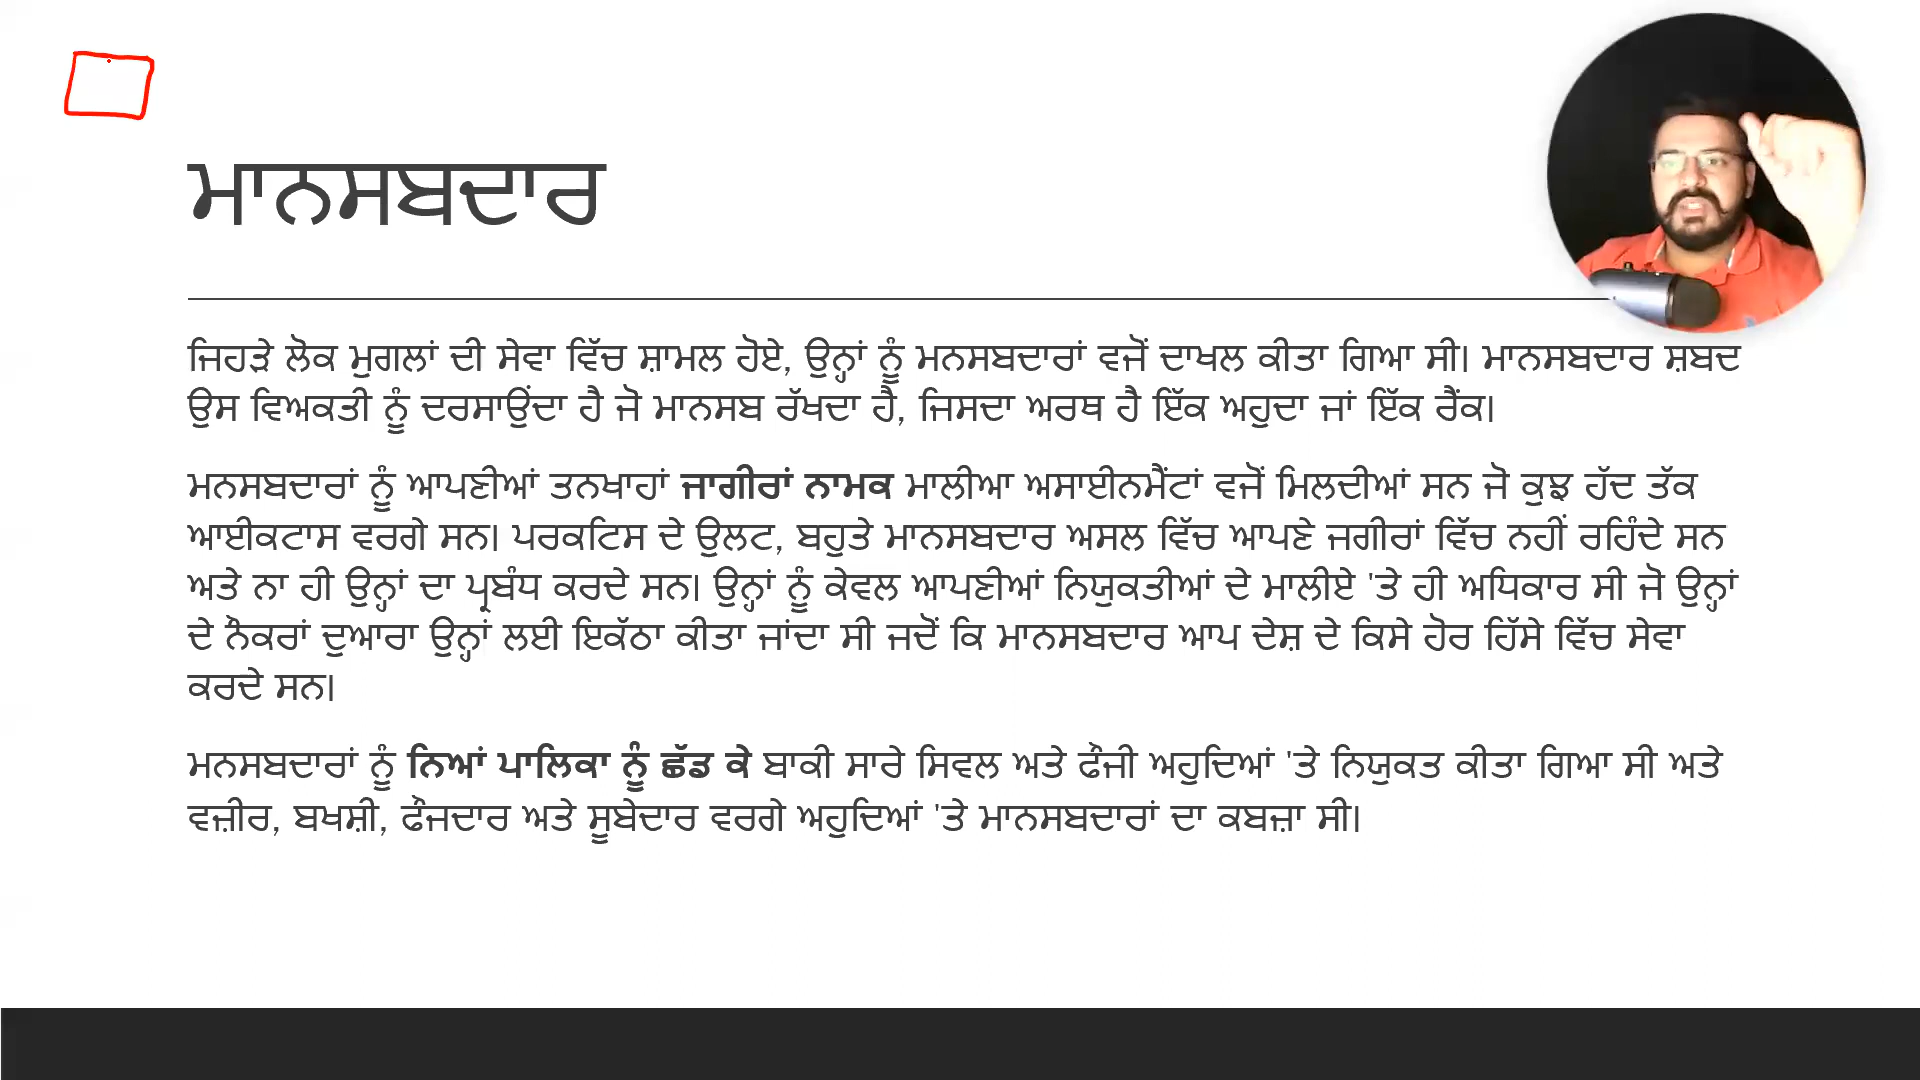 ਮਾਨਸਬਦਾਰ
ਜਿਹੜੇ ਲੋਕ ਮੁਗਲਾਂ ਦੀ ਸੇਵਾ ਵਿੱਚ ਸ਼ਾਮਲ ਹੋਏ, ਉਨ੍ਹਾਂ ਨੂੰ ਮਨਸਬਦਾਰਾਂ ਵਜੋਂ ਦਾਖਲ ਕੀਤਾ ਗਿਆ ਸੀ। ਮਾਨਸਬਦਾਰ ਸ਼ਬਦ
ਉਸ ਵਿਅਕਤੀ ਨੂੰ ਦਰਸਾਉਂਦਾ ਹੈ ਜੋ ਮਾਨਸਬ ਰੱਖਦਾ ਹੈ, ਜਿਸਦਾ ਅਰਥ ਹੈ ਇੱਕ ਅਹੁਦਾ ਜਾਂ ਇੱਕ ਰੈਂਕ।
ਮਨਸਬਦਾਰਾਂ ਨੂੰ ਆਪਣੀਆਂ ਤਨਖਾਹਾਂ ਜਾਗੀਰਾਂ ਨਾਮਕ ਮਾਲੀਆ ਅਸਾਈਨਮੈਂਟਾਂ ਵਜੋਂ ਮਿਲਦੀਆਂ ਸਨ ਜੋ ਕੁਝ ਹੱਦ ਤੱਕ
ਆਈਕਟਾਸ ਵਰਗੇ ਸਨ। ਪਰਕਟਿਸ ਦੇ ਉਲਟ, ਬਹੁਤੇ ਮਾਨਸਬਦਾਰ ਅਸਲ ਵਿੱਚ ਆਪਣੇ ਜਗੀਰਾਂ ਵਿੱਚ ਨਹੀਂ ਰਹਿੰਦੇ ਸਨ
ਅਤੇ ਨਾ ਹੀ ਉਨ੍ਹਾਂ ਦਾ ਪ੍ਰਬੰਧ ਕਰਦੇ ਸਨ। ਉਨ੍ਹਾਂ ਨੂੰ ਕੇਵਲ ਆਪਣੀਆਂ ਨਿਯੁਕਤੀਆਂ ਦੇ ਮਾਲੀਏ 'ਤੇ ਹੀ ਅਧਿਕਾਰ ਸੀ ਜੋ ਉਨ੍ਹਾਂ
ਦੇ ਨੌਕਰਾਂ ਦੁਆਰਾ ਉਨ੍ਹਾਂ ਲਈ ਇਕੱਠਾ ਕੀਤਾ ਜਾਂਦਾ ਸੀ ਜਦੋਂ ਕਿ ਮਾਨਸਬਦਾਰ ਆਪ ਦੇਸ਼ ਦੇ ਕਿਸੇ ਹੋਰ ਹਿੱਸੇ ਵਿੱਚ ਸੇਵਾ
ਕਰਦੇ ਸਨ।
ਮਨਸਬਦਾਰਾਂ ਨੂੰ ਨਿਆਂ ਪਾਲਿਕਾ ਨੂੰ ਛੱਡ ਕੇ ਬਾਕੀ ਸਾਰੇ ਸਿਵਲ ਅਤੇ ਫੌਜੀ ਅਹੁਦਿਆਂ 'ਤੇ ਨਿਯੁਕਤ ਕੀਤਾ ਗਿਆ ਸੀ ਅਤੇ
ਵਜ਼ੀਰ, ਬਖਸ਼ੀ, ਫੌਜਦਾਰ ਅਤੇ ਸੂਬੇਦਾਰ ਵਰਗੇ ਅਹੁਦਿਆਂ 'ਤੇ ਮਾਨਸਬਦਾਰਾਂ ਦਾ ਕਬਜ਼ਾ ਸੀ।